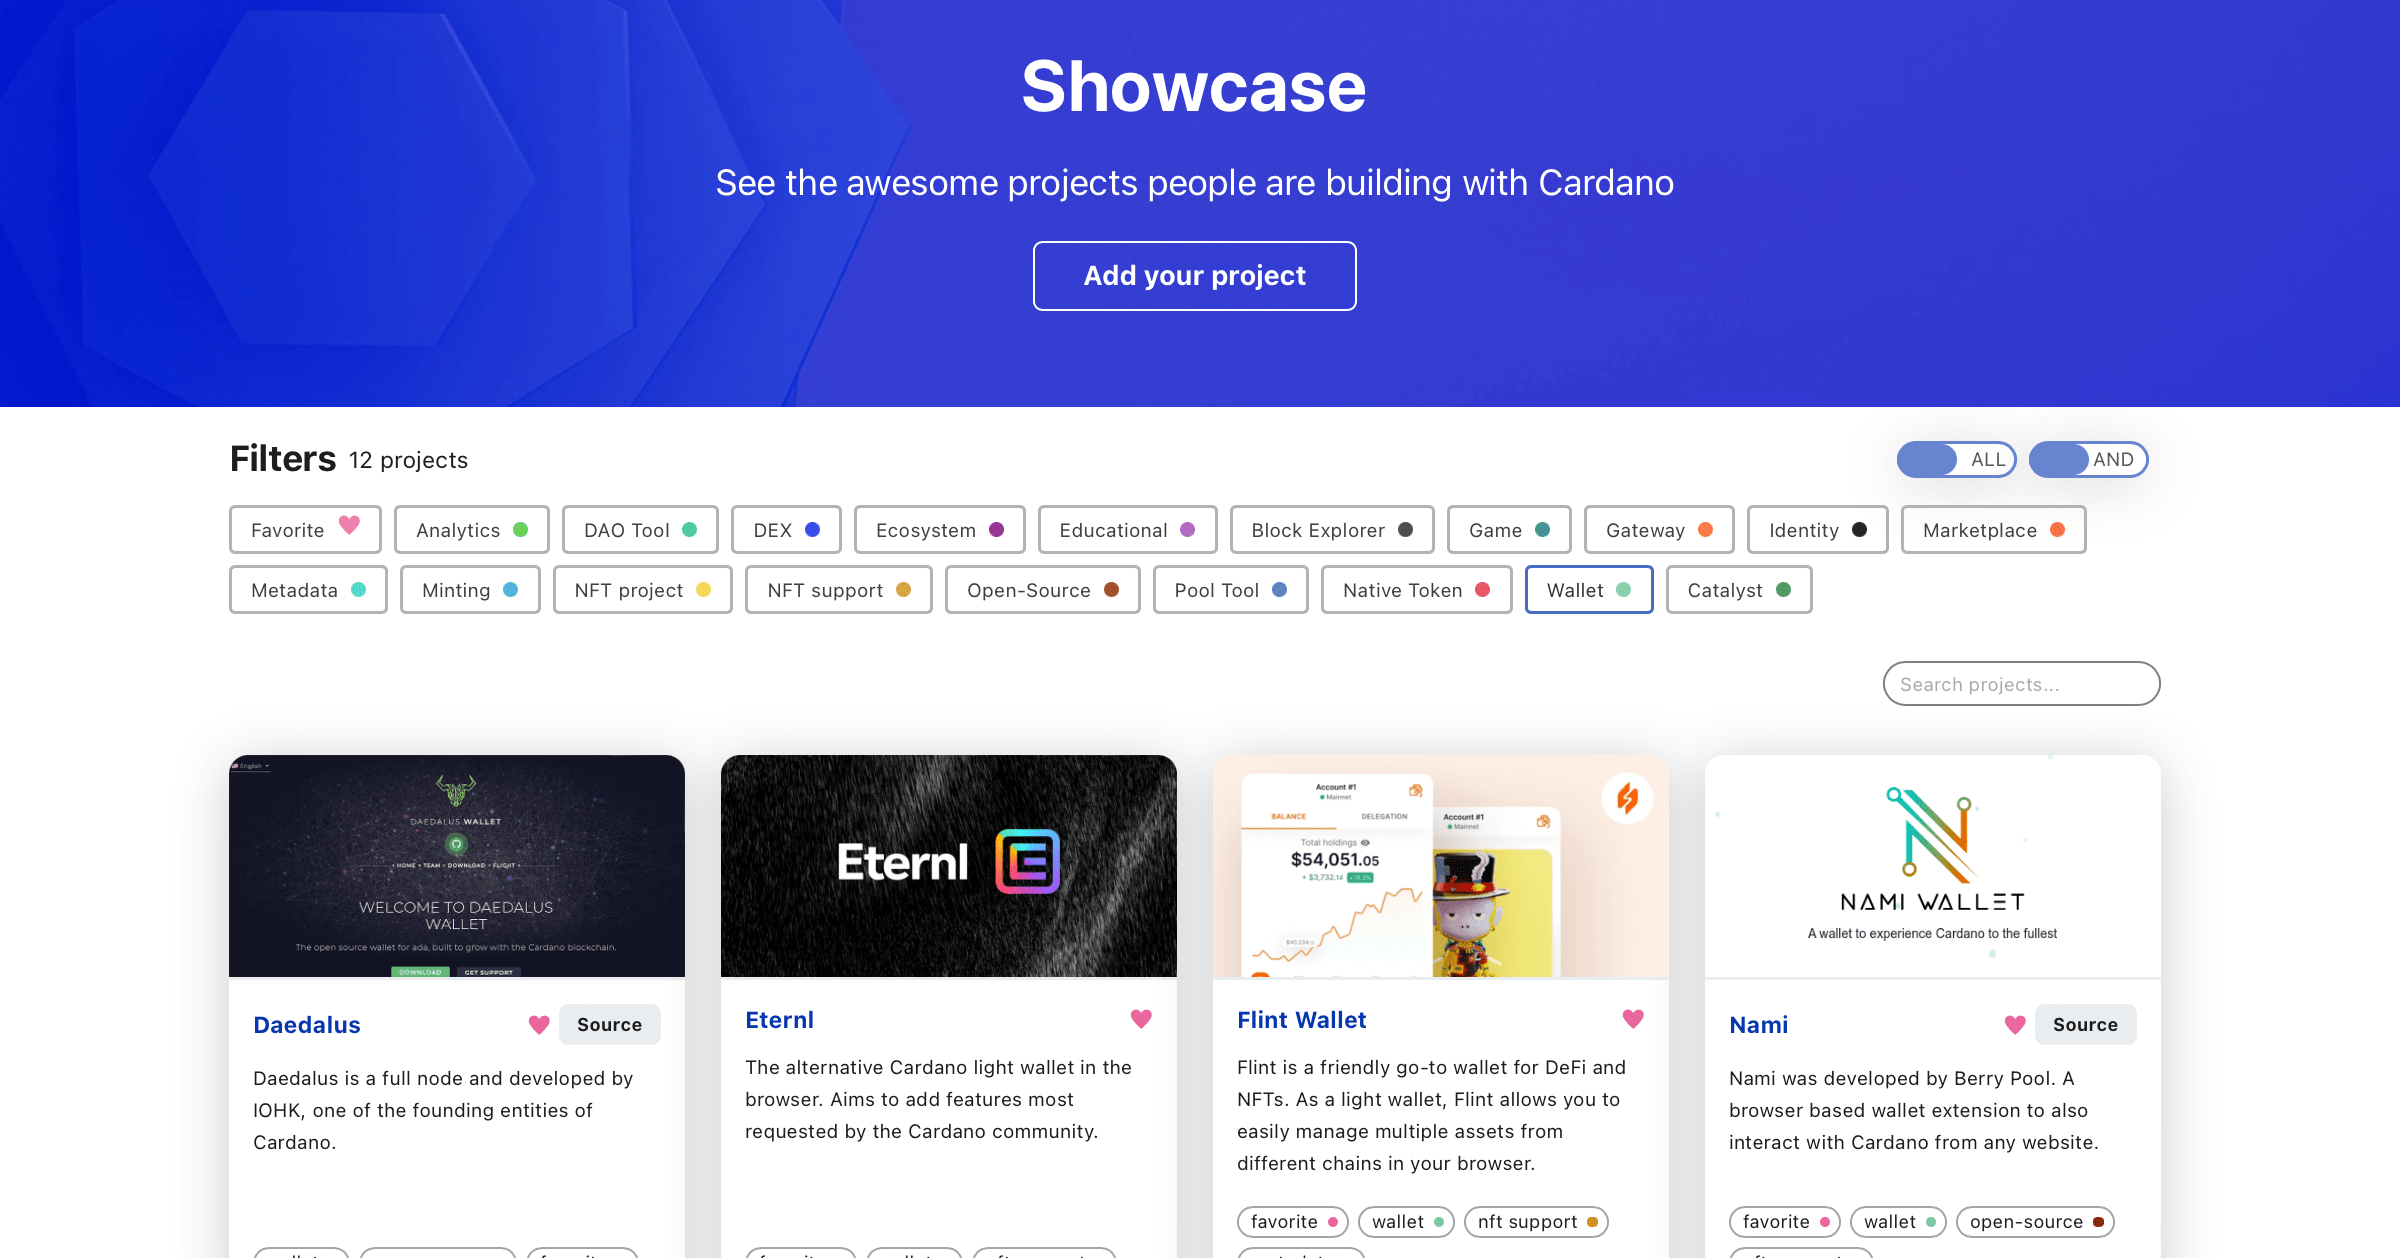 Showcase
See the awesome projects people are building with Cardano
Add your project
Filters 12 projects
ALL AND
Favorite Analytics DAO Tool DEX Ecosystem Educational Block Explorer Game Gateway Identity Marketplace
Metadata Minting NFT project NFT support Open-Source Pool Tool Native Token Wallet Catalyst
Search projects...
English
DAEDALUS WALLET
• HOME • TEAM • DOWNLOAD • FLIGHT •
WELCOME TO DAEDALUS
WALLET
The open source wallet for ada, built to grow with the Cardano blockchain.
DOWNLOAD GET SUPPORT
Daedalus Source
Daedalus is a full node and developed by
IOHK, one of the founding entities of
Cardano.
Eternl
Eternl
The alternative Cardano light wallet in the
browser. Aims to add features most
requested by the Cardano community.
Account #1
Mainnet
BALANCE DELEGATION
Total holdings
$54,051.05
+ $3,732.14
Account #1
Mainnet
Flint Wallet
Flint is a friendly go-to wallet for DeFi and
NFTs. As a light wallet, Flint allows you to
easily manage multiple assets from
different chains in your browser.
favorite wallet nft support
NAMI WALLET
A wallet to experience Cardano to the fullest
Nami Source
Nami was developed by Berry Pool. A
browser based wallet extension to also
interact with Cardano from any website.
favorite wallet open-source